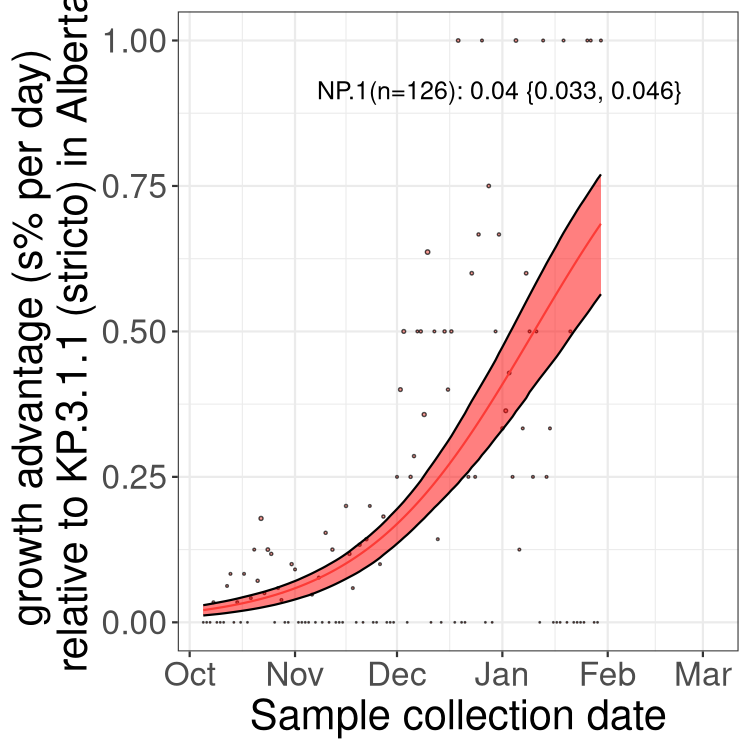 growth advantage (s% per day)
relative to KP.3.1.1 (stricto) in Alberta
1.00
0.75
0.50
0.25
0.00
NP.1(n=126): 0.04 {0.033, 0.046}
Oct Nov Dec Jan Feb Mar
Sample collection date